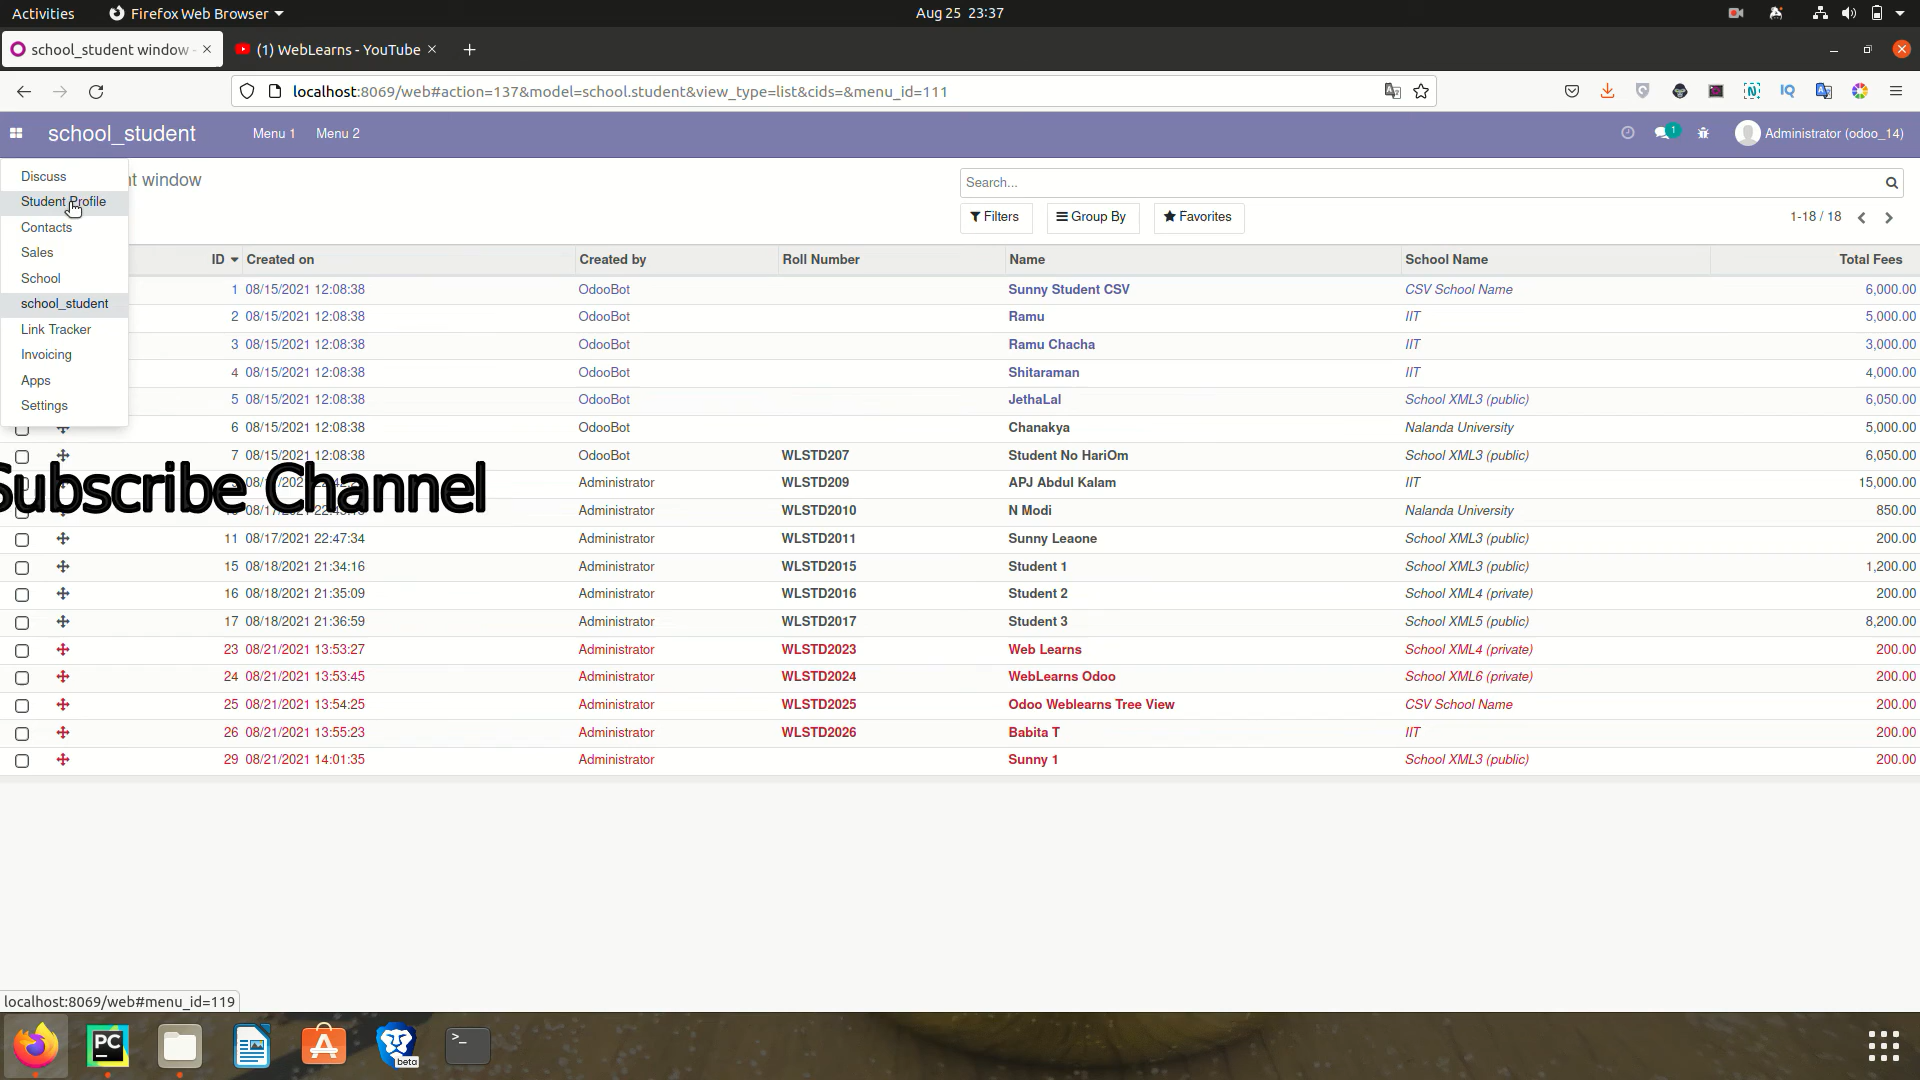 Activities Firefox Web Browser Aug 25 23:37
school_student window - (1) WebLearns - YouTube
localhost:8069/web#action=137&model=school.student&view_type=list&cids=&menu_id=111
school_student Menu 1 Menu 2 1 Administrator (odoo_14)
Discuss
nt window
Search...
Student Profile
Contacts
Filters Group By Favorites 1-18 / 18
Sales
School
school_student
Link Tracker
Invoicing
Apps
Settings
ID Created on Created by Roll Number Name School Name Total Fees
1 08/15/2021 12:08:38 OdooBot Sunny Student CSV CSV School Name 6,000.00
2 08/15/2021 12:08:38 OdooBot Ramu IIT 5,000.00
3 08/15/2021 12:08:38 OdooBot Ramu Chacha IIT 3,000.00
4 08/15/2021 12:08:38 OdooBot Shitaraman IIT 4,000.00
5 08/15/2021 12:08:38 OdooBot JethaLal School XML3 (public) 6,050.00
6 08/15/2021 12:08:38 OdooBot Chanakya Nalanda University 5,000.00
7 08/15/2021 12:08:38 OdooBot WLSTD207 Student No HariOm School XML3 (public) 6,050.00
Administrator WLSTD209 APJ Abdul Kalam IIT 15,000.00
Subscribe Channel
Administrator WLSTD2010 N Modi Nalanda University 850.00
11 08/17/2021 22:47:34 Administrator WLSTD2011 Sunny Leaone School XML3 (public) 200.00
15 08/18/2021 21:34:16 Administrator WLSTD2015 Student 1 School XML3 (public) 1,200.00
16 08/18/2021 21:35:09 Administrator WLSTD2016 Student 2 School XML4 (private) 200.00
17 08/18/2021 21:36:59 Administrator WLSTD2017 Student 3 School XML5 (public) 8,200.00
23 08/21/2021 13:53:27 Administrator WLSTD2023 Web Learns School XML4 (private) 200.00
24 08/21/2021 13:53:45 Administrator WLSTD2024 WebLearns Odoo School XML6 (private) 200.00
25 08/21/2021 13:54:25 Administrator WLSTD2025 Odoo Weblearns Tree View CSV School Name 200.00
26 08/21/2021 13:55:23 Administrator WLSTD2026 Babita T IIT 200.00
29 08/21/2021 14:01:35 Administrator Sunny 1 School XML3 (public) 200.00
localhost:8069/web#menu_id=119
PC
beta